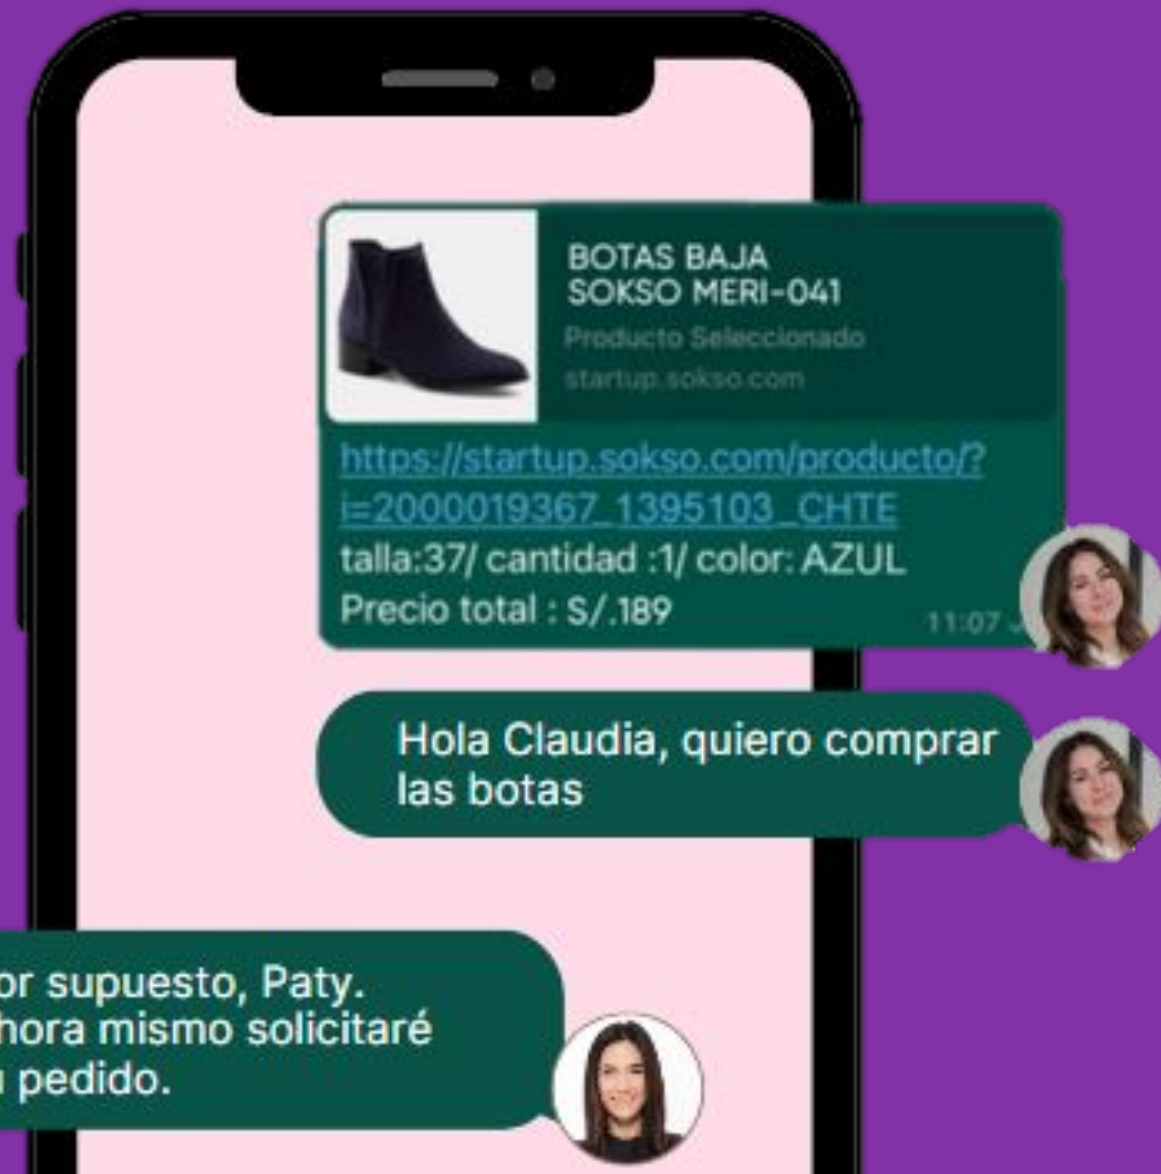 BOTAS BAJA
SOKSO MERI-041
Producto Seleccionado
startup.sokso.com
https://startup.sokso.com/producto/?
i=2000019367_1395103_CHTE
talla:37/ cantidad :1/ color: AZUL
Precio total : S/.189
11:07
Hola Claudia, quiero comprar
las botas
or supuesto, Paty.
hora mismo solicitaré
pedido.